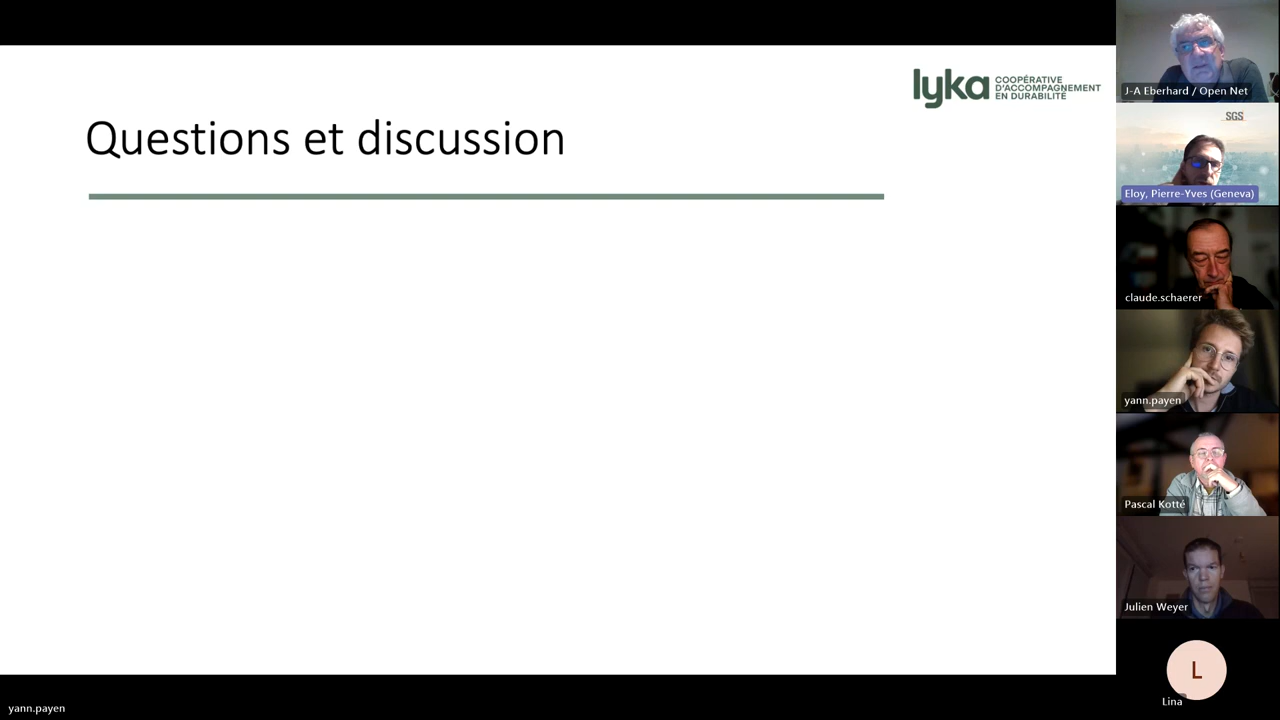 Questions et discussion
lyka
COOPÉRATIVE
D'ACCOMPAGNEMENT
EN DURABILITÉ
J-A Eberhard / Open Net
SGS
Eloy, Pierre-Yves (Geneva)
claude.schaerer
yann.payen
Pascal Kotté
Julien Weyer
L
Lina
yann.payen